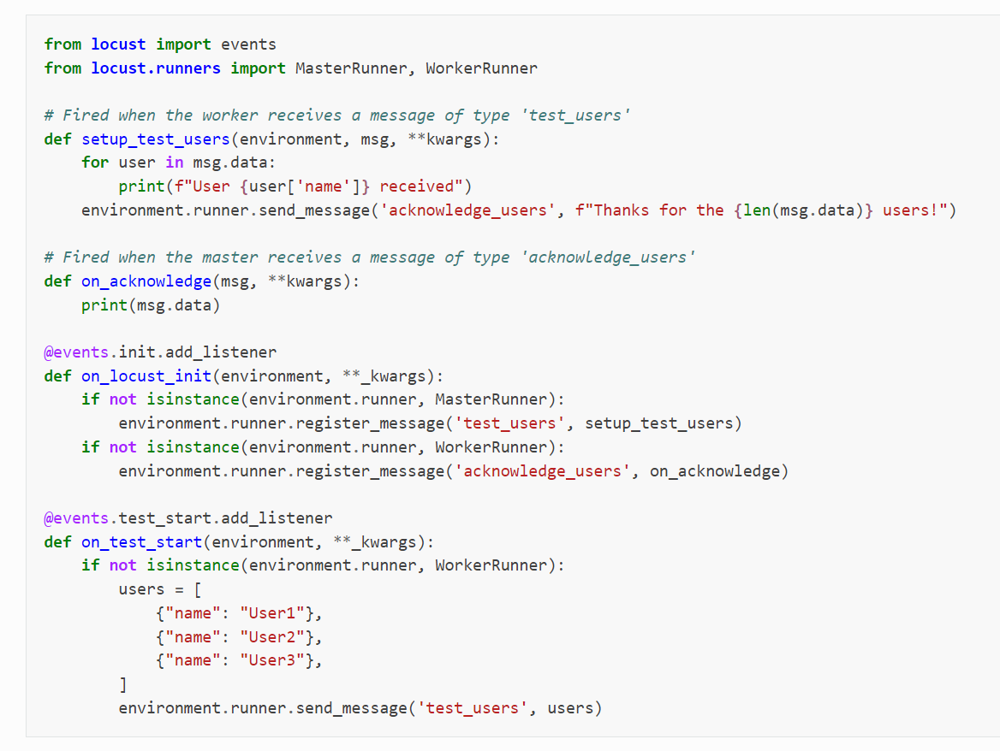 from locust import events
from locust.runners import MasterRunner, WorkerRunner

# Fired when the worker receives a message of type 'test_users'
def setup_test_users(environment, msg, **kwargs):
    for user in msg.data:
        print(f"User {user['name']} received")
    environment.runner.send_message('acknowledge_users', f"Thanks for the {len(msg.data)} users!")

# Fired when the master receives a message of type 'acknowledge_users'
def on_acknowledge(msg, **kwargs):
    print(msg.data)

@events.init.add_listener
def on_locust_init(environment, **_kwargs):
    if not isinstance(environment.runner, MasterRunner):
        environment.runner.register_message('test_users', setup_test_users)
    if not isinstance(environment.runner, WorkerRunner):
        environment.runner.register_message('acknowledge_users', on_acknowledge)

@events.test_start.add_listener
def on_test_start(environment, **_kwargs):
    if not isinstance(environment.runner, WorkerRunner):
        users = [
            {"name": "User1"},
            {"name": "User2"},
            {"name": "User3"},
        ]
        environment.runner.send_message('test_users', users)